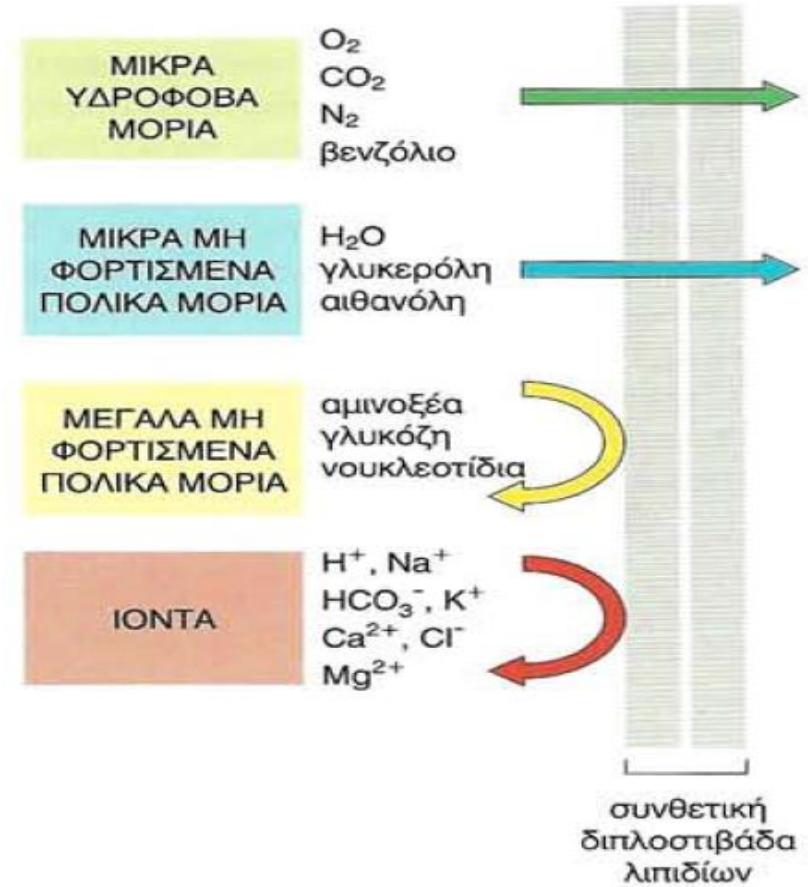 ΜΙΚΡΑ
ΥΔΡΟΦΟΒΑ
ΜΟΡΙΑ
O₂
CO₂
N₂
βενζόλιο
ΜΙΚΡΑ ΜΗ
ΦΟΡΤΙΣΜΕΝΑ
ΠΟΛΙΚΑ ΜΟΡΙΑ
H₂O
γλυκερόλη
αιθανόλη
ΜΕΓΑΛΑ ΜΗ
ΦΟΡΤΙΣΜΕΝΑ
ΠΟΛΙΚΑ ΜΟΡΙΑ
αμινοξέα
γλυκόζη
νουκλεοτίδια
ΙΟΝΤΑ
H⁺, Na⁺
HCO₃⁻, K⁺
Ca²⁺, Cl⁻
Mg²⁺
συνθετική
διπλοστιβάδα
λιπιδίων